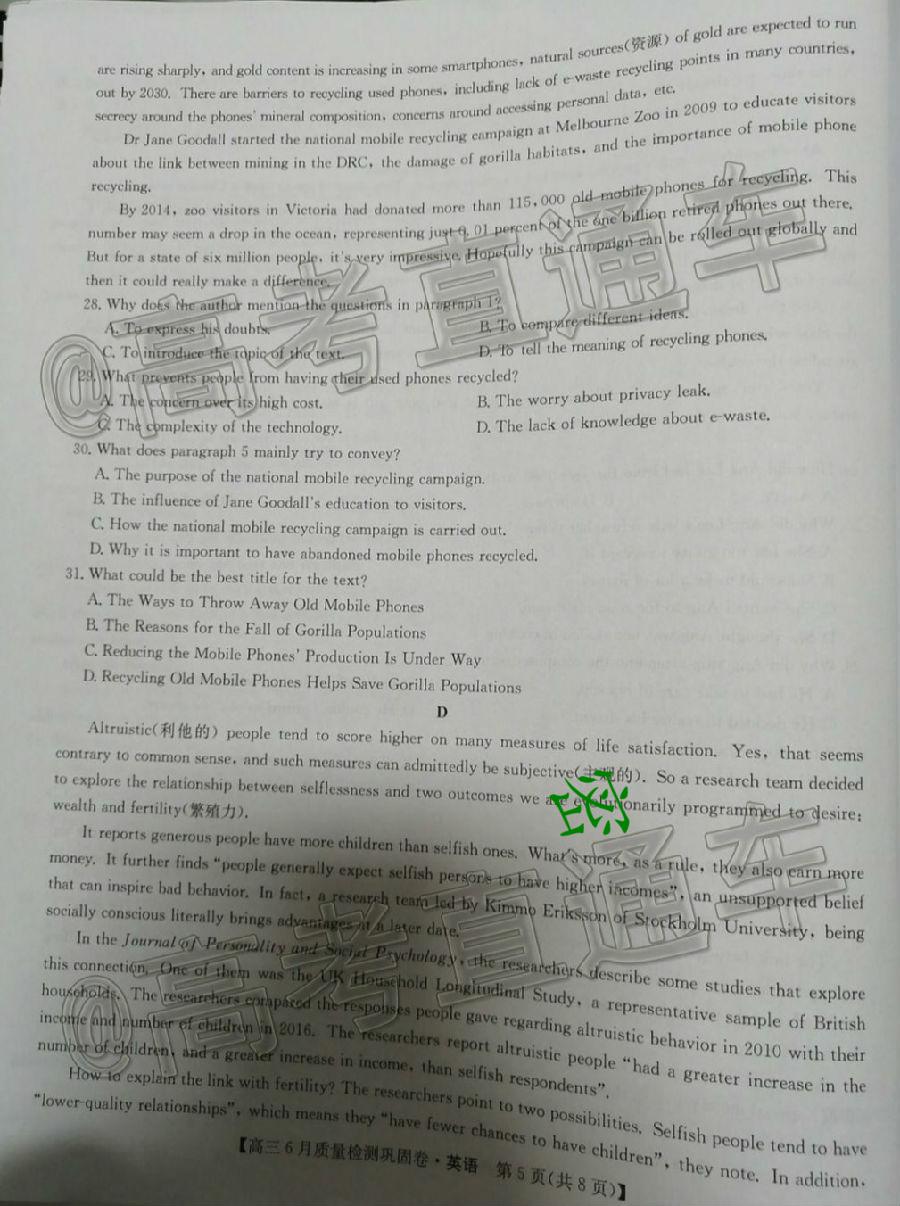 are rising sharply, and gold content is increasing in some smartphones, natural sources(资源) of gold are expected to run
out by 2030. There are barriers to recycling used phones, including lack of e-waste recycling points in many countries,
secrecy around the phones' mineral composition, concerns around accessing personal data, etc.
Dr Jane Goodall started the national mobile recycling campaign at Melbourne Zoo in 2009 to educate visitors
about the link between mining in the DRC, the damage of gorilla habitats, and the importance of mobile phone
recycling.
By 2014, zoo visitors in Victoria had donated more than 115,000 old mobile phones for recycling. This
number may seem a drop in the ocean, representing just 0.01 percent of the one billion retired phones out there.
But for a state of six million people, it's very impressive. Hopefully this campaign can be rolled out globally and
then it could really make a difference.
28. Why does the author mention the questions in paragraph 1?
A. To express his doubts. B. To compare different ideas.
C. To introduce the topic of the text. D. To tell the meaning of recycling phones.
29. What prevents people from having their used phones recycled?
A. The concern over its high cost. B. The worry about privacy leak.
C. The complexity of the technology. D. The lack of knowledge about e-waste.
30. What does paragraph 5 mainly try to convey?
A. The purpose of the national mobile recycling campaign.
B. The influence of Jane Goodall's education to visitors.
C. How the national mobile recycling campaign is carried out.
D. Why it is important to have abandoned mobile phones recycled.
31. What could be the best title for the text?
A. The Ways to Throw Away Old Mobile Phones
B. The Reasons for the Fall of Gorilla Populations
C. Reducing the Mobile Phones' Production Is Under Way
D. Recycling Old Mobile Phones Helps Save Gorilla Populations
D
Altruistic(利他的) people tend to score higher on many measures of life satisfaction. Yes, that seems
contrary to common sense, and such measures can admittedly be subjective(主观的). So a research team decided
to explore the relationship between selflessness and two outcomes we are evolutionarily programmed to desire:
wealth and fertility(繁殖力).
It reports generous people have more children than selfish ones. What's more, as a rule, they also earn more
money. It further finds "people generally expect selfish persons to have higher incomes", an unsupported belief
that can inspire bad behavior. In fact, a research team led by Kimmo Eriksson of Stockholm University, being
socially conscious literally brings advantages at a later date.
In the Journal of Personality and Social Psychology, the researchers describe some studies that explore
this connection. One of them was the UK Household Longitudinal Study, a representative sample of British
households. The researchers compared the responses people gave regarding altruistic behavior in 2010 with their
income and number of children in 2016. The researchers report altruistic people "had a greater increase in the
number of children, and a greater increase in income, than selfish respondents".
How to explain the link with fertility? The researchers point to two possibilities. Selfish people tend to have
"lower-quality relationships", which means they "have fewer chances to have children", they note. In addition,
【高三6月质量检测巩固卷·英语 第5页(共8页)】
@高考直通车
@高考直通车